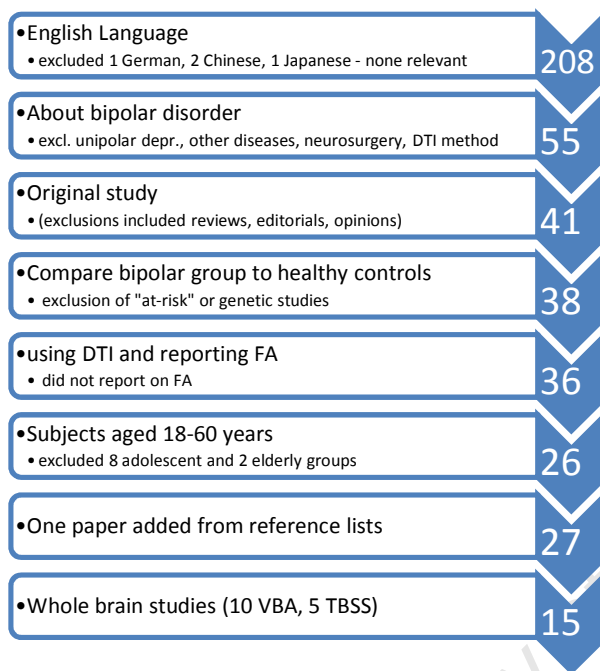 •English Language
•excluded 1 German, 2 Chinese, 1 Japanese - none relevant
208
•About bipolar disorder
•excl. unipolar depr., other diseases, neurosurgery, DTI method
55
•Original study
•(exclusions included reviews, editorials, opinions)
41
•Compare bipolar group to healthy controls
• exclusion of "at-risk" or genetic studies
38
•using DTI and reporting FA
• did not report on FA
36
•Subjects aged 18-60 years
•excluded 8 adolescent and 2 elderly groups
26
•One paper added from reference lists
27
•Whole brain studies (10 VBA, 5 TBSS)
15